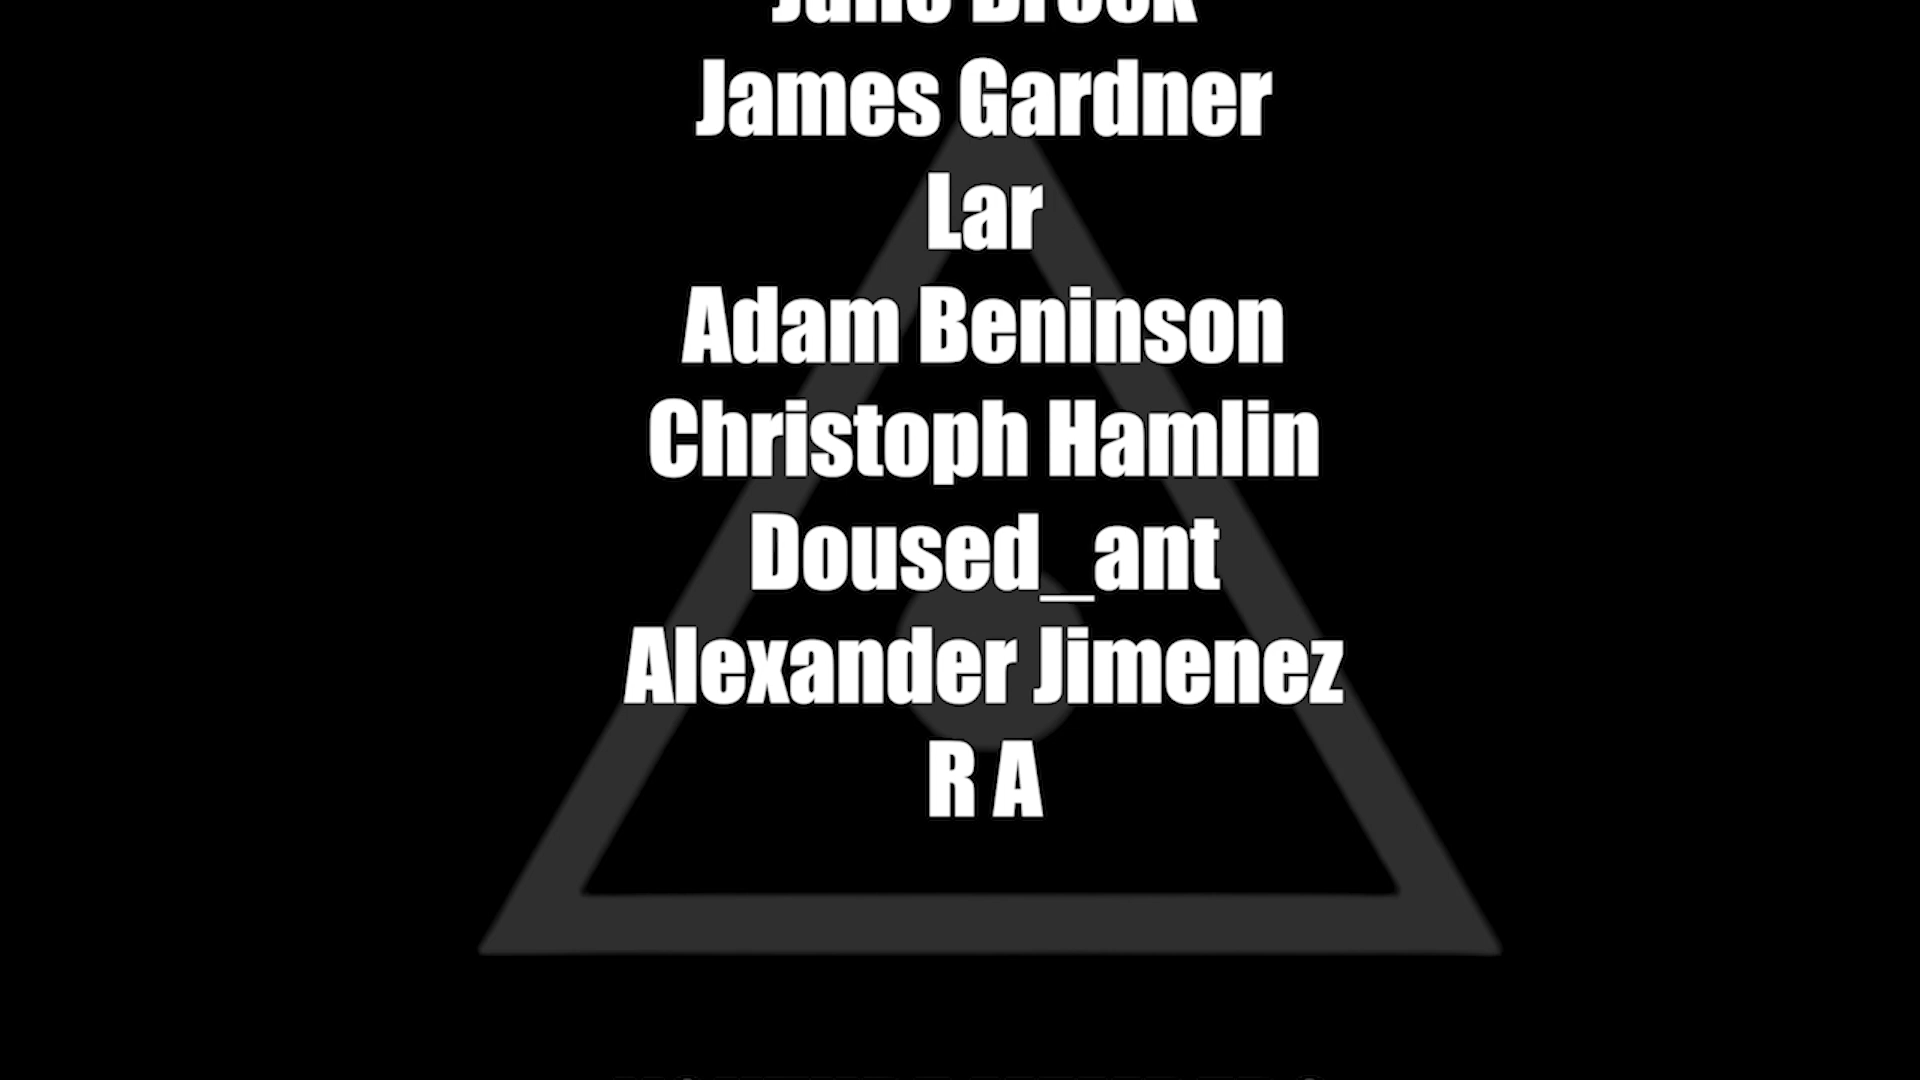 James Gardner
Lar
Adam Beninson
Christoph Hamlin
Doused_ant
Alexander Jimenez
R A